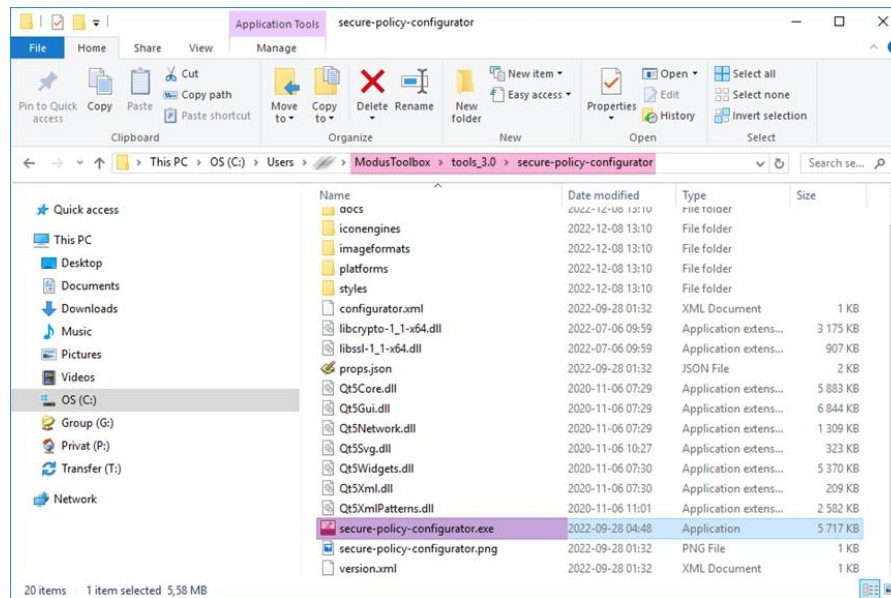 Application Tools secure-policy-configurator
File Home Share View Manage
Pin to Quick access
Copy
Paste
Cut
Copy path
Paste shortcut
Clipboard
Move to
Copy to
Delete
Rename
Organize
New folder
New item
Easy access
New
Properties
Open
Edit
History
Open
Select all
Select none
Invert selection
Select
This PC > OS (C:) > Users > > ModusToolbox > tools_3.0 > secure-policy-configurator Search se...
Quick access
This PC
Desktop
Documents
Downloads
Music
Pictures
Videos
OS (C:)
Group (G:)
Privat (P:)
Transfer (T:)
Network
Name Date modified Type Size
docs 2022-12-08 13:10 File folder
iconengines 2022-12-08 13:10 File folder
imageformats 2022-12-08 13:10 File folder
platforms 2022-12-08 13:10 File folder
styles 2022-12-08 13:10 File folder
configurator.xml 2022-09-28 01:32 XML Document 1 KB
libcrypto-1_1-x64.dll 2022-07-06 09:59 Application extens... 3 175 KB
libssl-1_1-x64.dll 2022-07-06 09:59 Application extens... 907 KB
props.json 2022-09-28 01:32 JSON File 2 KB
Qt5Core.dll 2020-11-06 07:29 Application extens... 5 883 KB
Qt5Gui.dll 2020-11-06 07:29 Application extens... 6 844 KB
Qt5Network.dll 2020-11-06 07:29 Application extens... 1 309 KB
Qt5Svg.dll 2020-11-06 10:27 Application extens... 323 KB
Qt5Widgets.dll 2020-11-06 07:30 Application extens... 5 370 KB
Qt5Xml.dll 2020-11-06 07:30 Application extens... 209 KB
Qt5XmlPatterns.dll 2020-11-06 11:01 Application extens... 2 582 KB
secure-policy-configurator.exe 2022-09-28 04:48 Application 5 717 KB
secure-policy-configurator.png 2022-09-28 01:32 PNG File 1 KB
version.xml 2022-09-28 01:32 XML Document 1 KB
20 items 1 item selected 5,58 MB